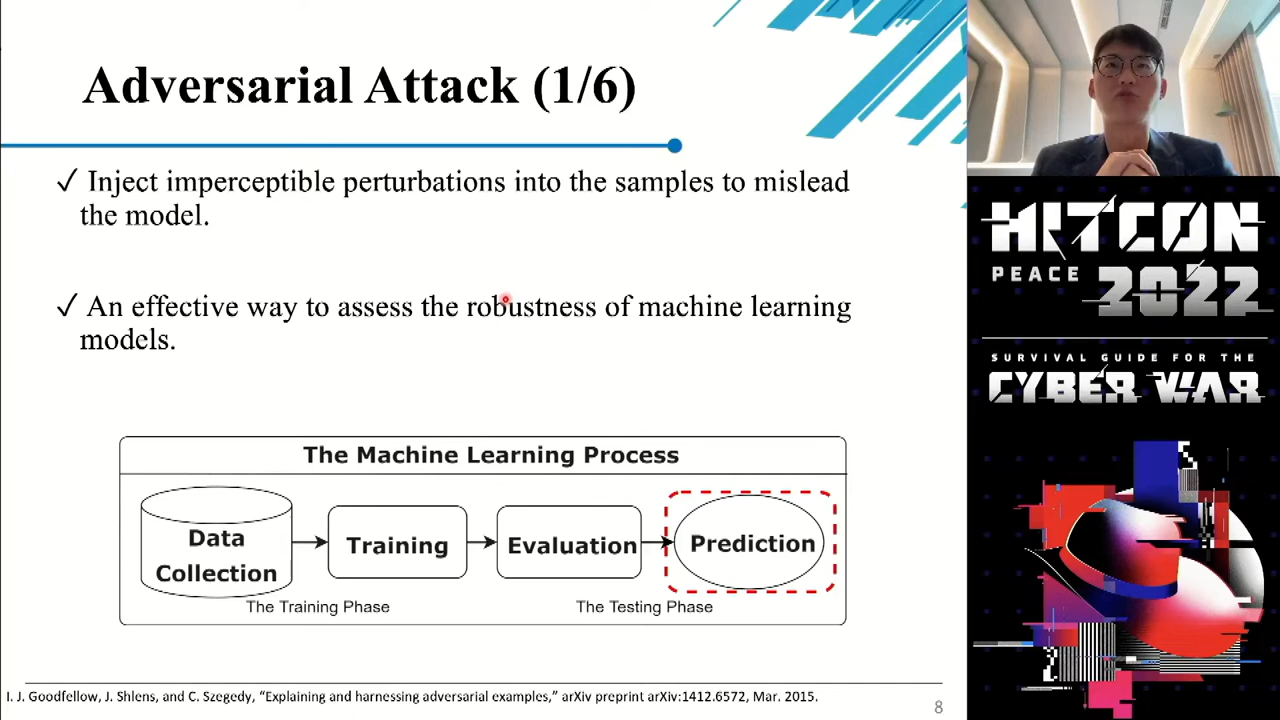 Adversarial Attack (1/6)
✓ Inject imperceptible perturbations into the samples to mislead
the model.
✓ An effective way to assess the robustness of machine learning
models.
The Machine Learning Process
Data
Collection
Training
Evaluation
Prediction
The Training Phase
The Testing Phase
I. J. Goodfellow, J. Shlens, and C. Szegedy, “Explaining and harnessing adversarial examples,” arXiv preprint arXiv:1412.6572, Mar. 2015.
8
HITCON
PEACE 2022
SURVIVAL GUIDE FOR THE
CYBER WAR